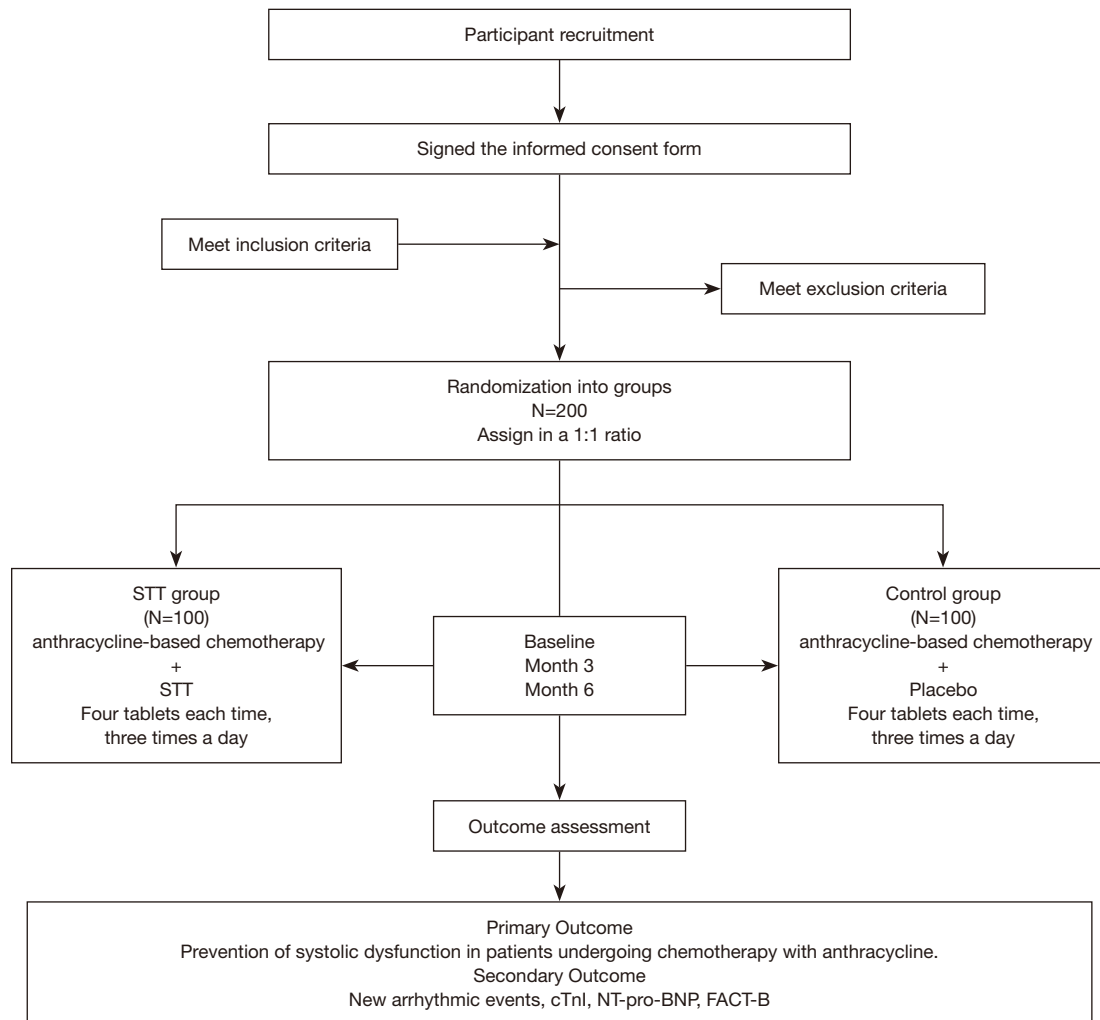 Participant recruitment
Signed the informed consent form
Meet inclusion criteria
Meet exclusion criteria
Randomization into groups
N=200
Assign in a 1:1 ratio
STT group
(N=100)
anthracycline-based chemotherapy
+
STT
Four tablets each time,
three times a day
Baseline
Month 3
Month 6
Control group
(N=100)
anthracycline-based chemotherapy
+
Placebo
Four tablets each time,
three times a day
Outcome assessment
Primary Outcome
Prevention of systolic dysfunction in patients undergoing chemotherapy with anthracycline.
Secondary Outcome
New arrhythmic events, cTnI, NT-pro-BNP, FACT-B